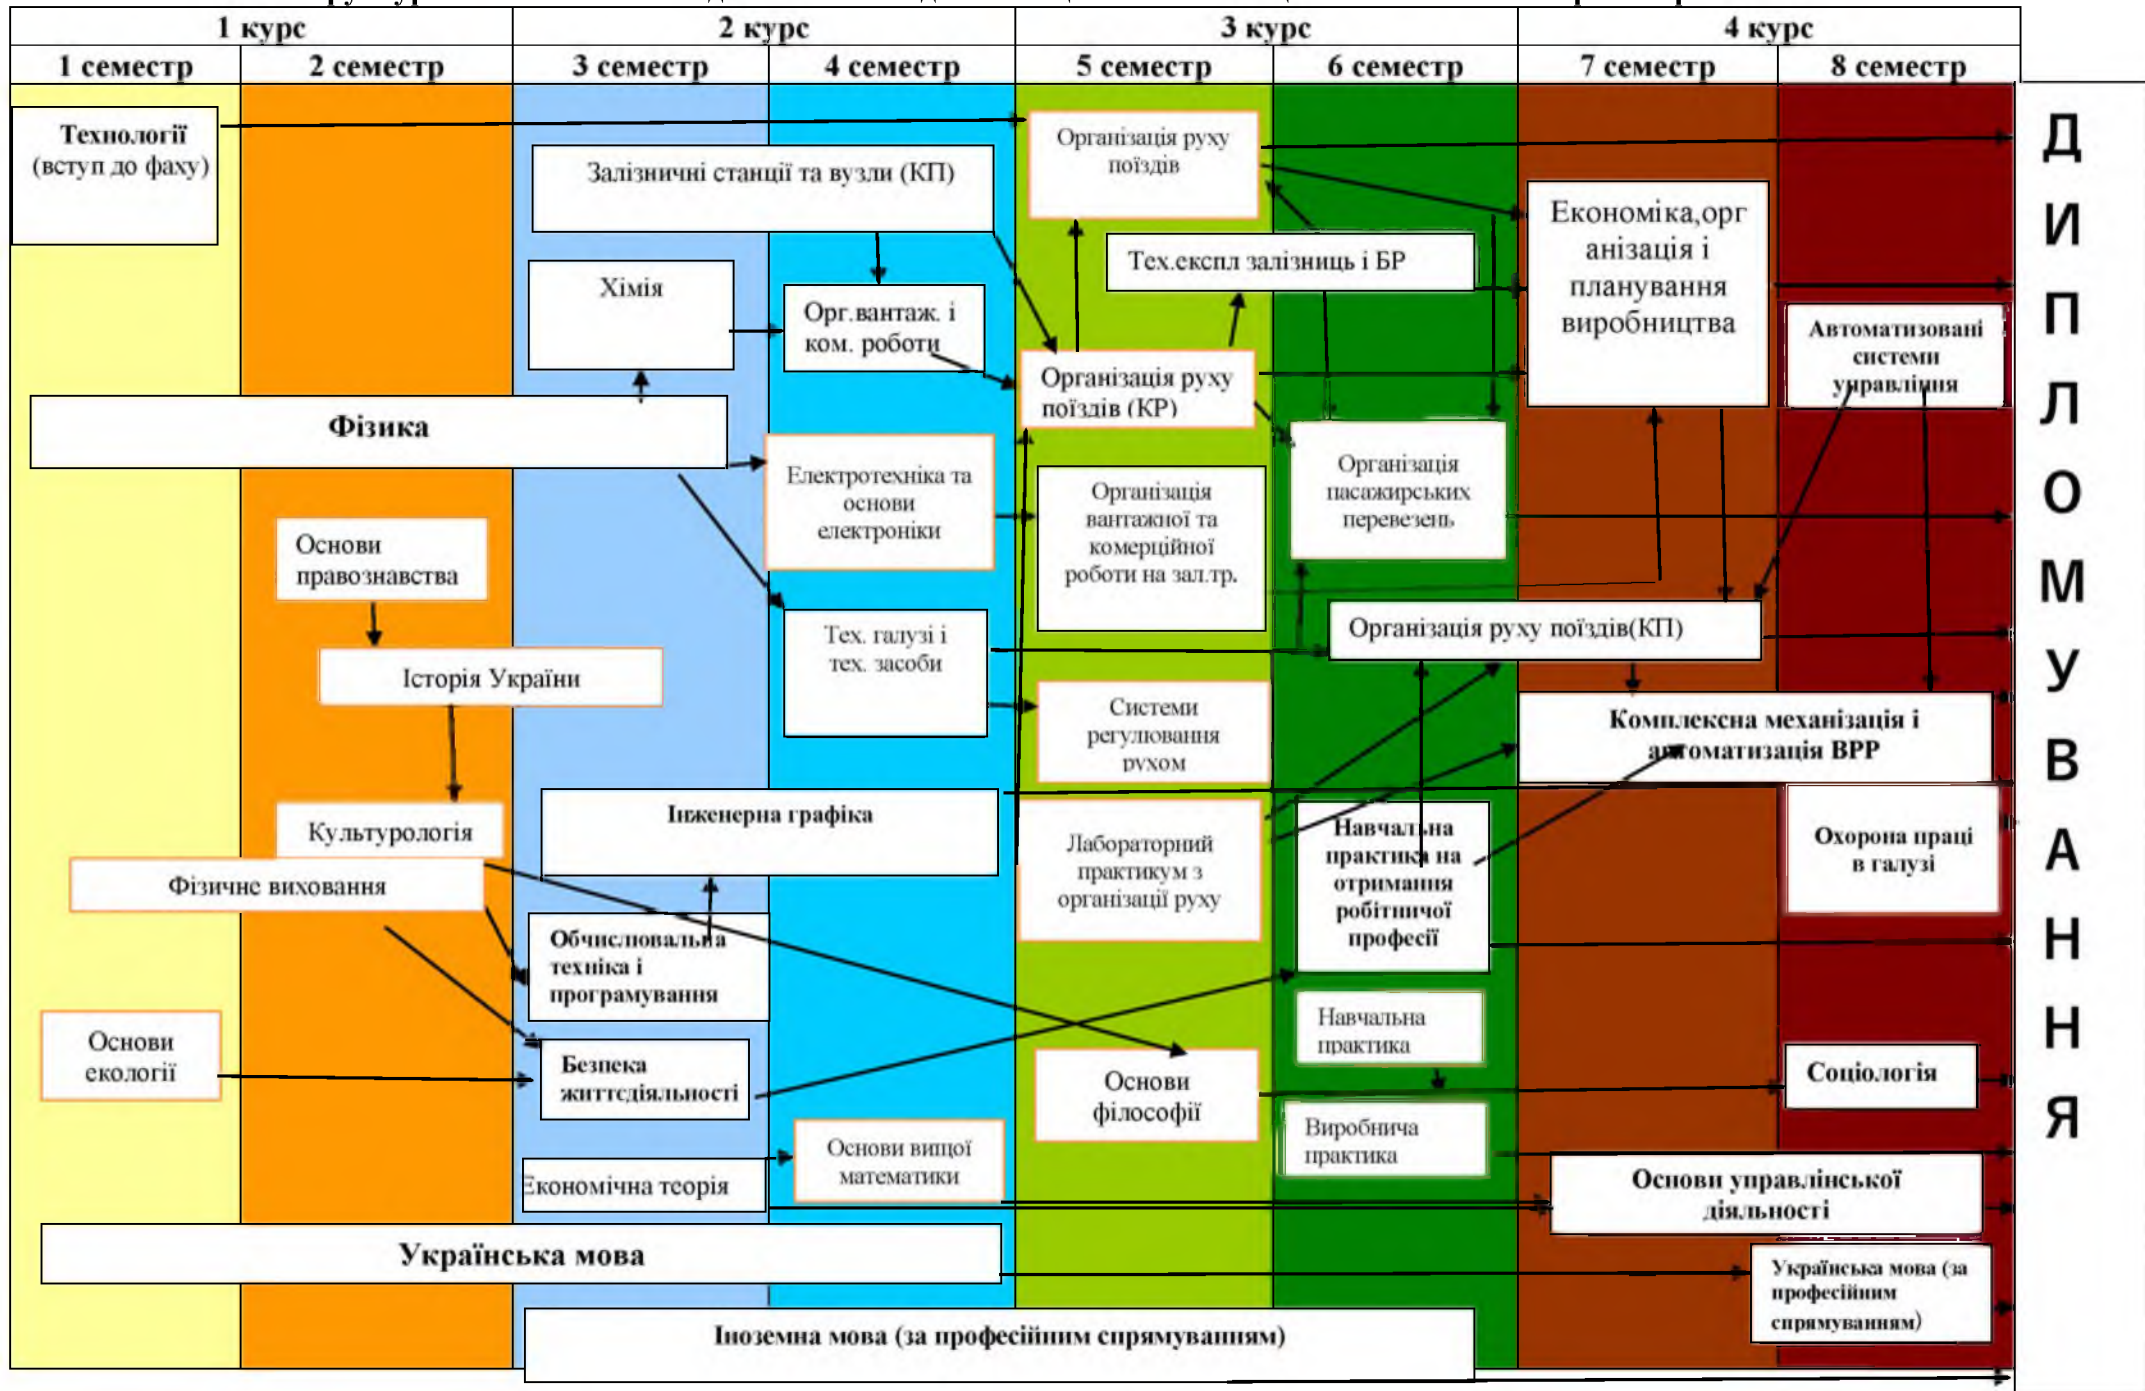 1 курс
2 курс
3 курс
4 курс
1 семестр
2 семестр
3 семестр
4 семестр
5 семестр
6 семестр
7 семестр
8 семестр
Технології
(вступ до фаху)
Залізничні станції та вузли (КП)
Організація руху
поїздів
Економіка,орг
анізація і
планування
виробництва
Тех.експл залізниць і БР
Хімія
Орг.вантаж. і
ком. роботи
Автоматизовані
системи
управління
Організація руху
поїздів (КР)
Фізика
Електротехніка та
основи
електроніки
Організація
пасажирських
перевезень
Організація
вантажної та
комерційної
роботи на зал.тр.
Основи
правознавства
Тех. галузі і
тех. засоби
Організація руху поїздів(КП)
Історія України
Системи
регулювання
рухом
Комплексна механізація і
автоматизація ВРР
Інженерна графіка
Культурологія
Лабораторний
практикум з
організації руху
Навчальна
практика на
отримання
робітничої
професії
Охорона праці
в галузі
Фізичне виховання
Обчислювальна
техніка і
програмування
Навчальна
практика
Основи
екології
Безпека
життєдіяльності
Основи
філософії
Соціологія
Виробнича
практика
Основи вищої
математики
Економічна теорія
Основи управлінської
діяльності
Українська мова
Українська мова (за
професійним
спрямуванням)
Іноземна мова (за професійним спрямуванням)
Д
И
П
Л
О
М
У
В
А
Н
Н
Я